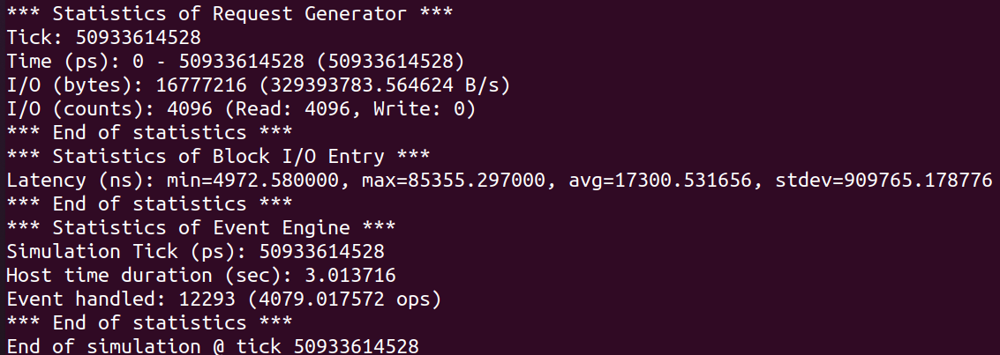 *** Statistics of Request Generator ***
Tick: 50933614528
Time (ps): 0 - 50933614528 (50933614528)
I/O (bytes): 16777216 (329393783.564624 B/s)
I/O (counts): 4096 (Read: 4096, Write: 0)
*** End of statistics ***
*** Statistics of Block I/O Entry ***
Latency (ns): min=4972.580000, max=85355.297000, avg=17300.531656, stdev=909765.178776
*** End of statistics ***
*** Statistics of Event Engine ***
Simulation Tick (ps): 50933614528
Host time duration (sec): 3.013716
Event handled: 12293 (4079.017572 ops)
*** End of statistics ***
End of simulation @ tick 50933614528